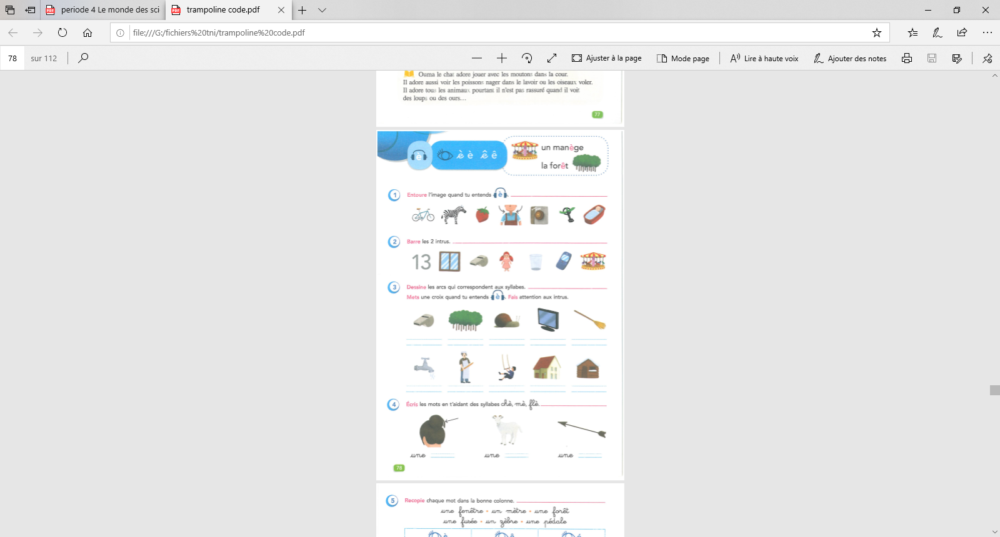 periode 4 Le monde des sci
trampoline code.pdf
file:///G:/fichiers%20tni/trampoline%20code.pdf
78 sur 112
Ajuster à la page
Mode page
Lire à haute voix
Ajouter des notes
Ouma le chat adore jouer avec les moutons dans la cour.
Il adore aussi voir les poissons nager dans le lavoir ou les oiseaux voler.
Il adore tous les animaux pourtant il n'est pas rassuré quand il voit
des loups ou des ours...
77
è
è è ê ê
un manège
la forêt
1 Entoure l'image quand tu entends è.
2 Barre les 2 intrus.
13
3 Dessine les arcs qui correspondent aux syllabes.
Mets une croix quand tu entends è. Fais attention aux intrus.
4 Écris les mots en t'aidant des syllabes chè, mè, flè.
une une une
78
5 Recopie chaque mot dans la bonne colonne.
une fenêtre • un mètre • une forêt
une fusée • un zèbre • une pédale
è ê é